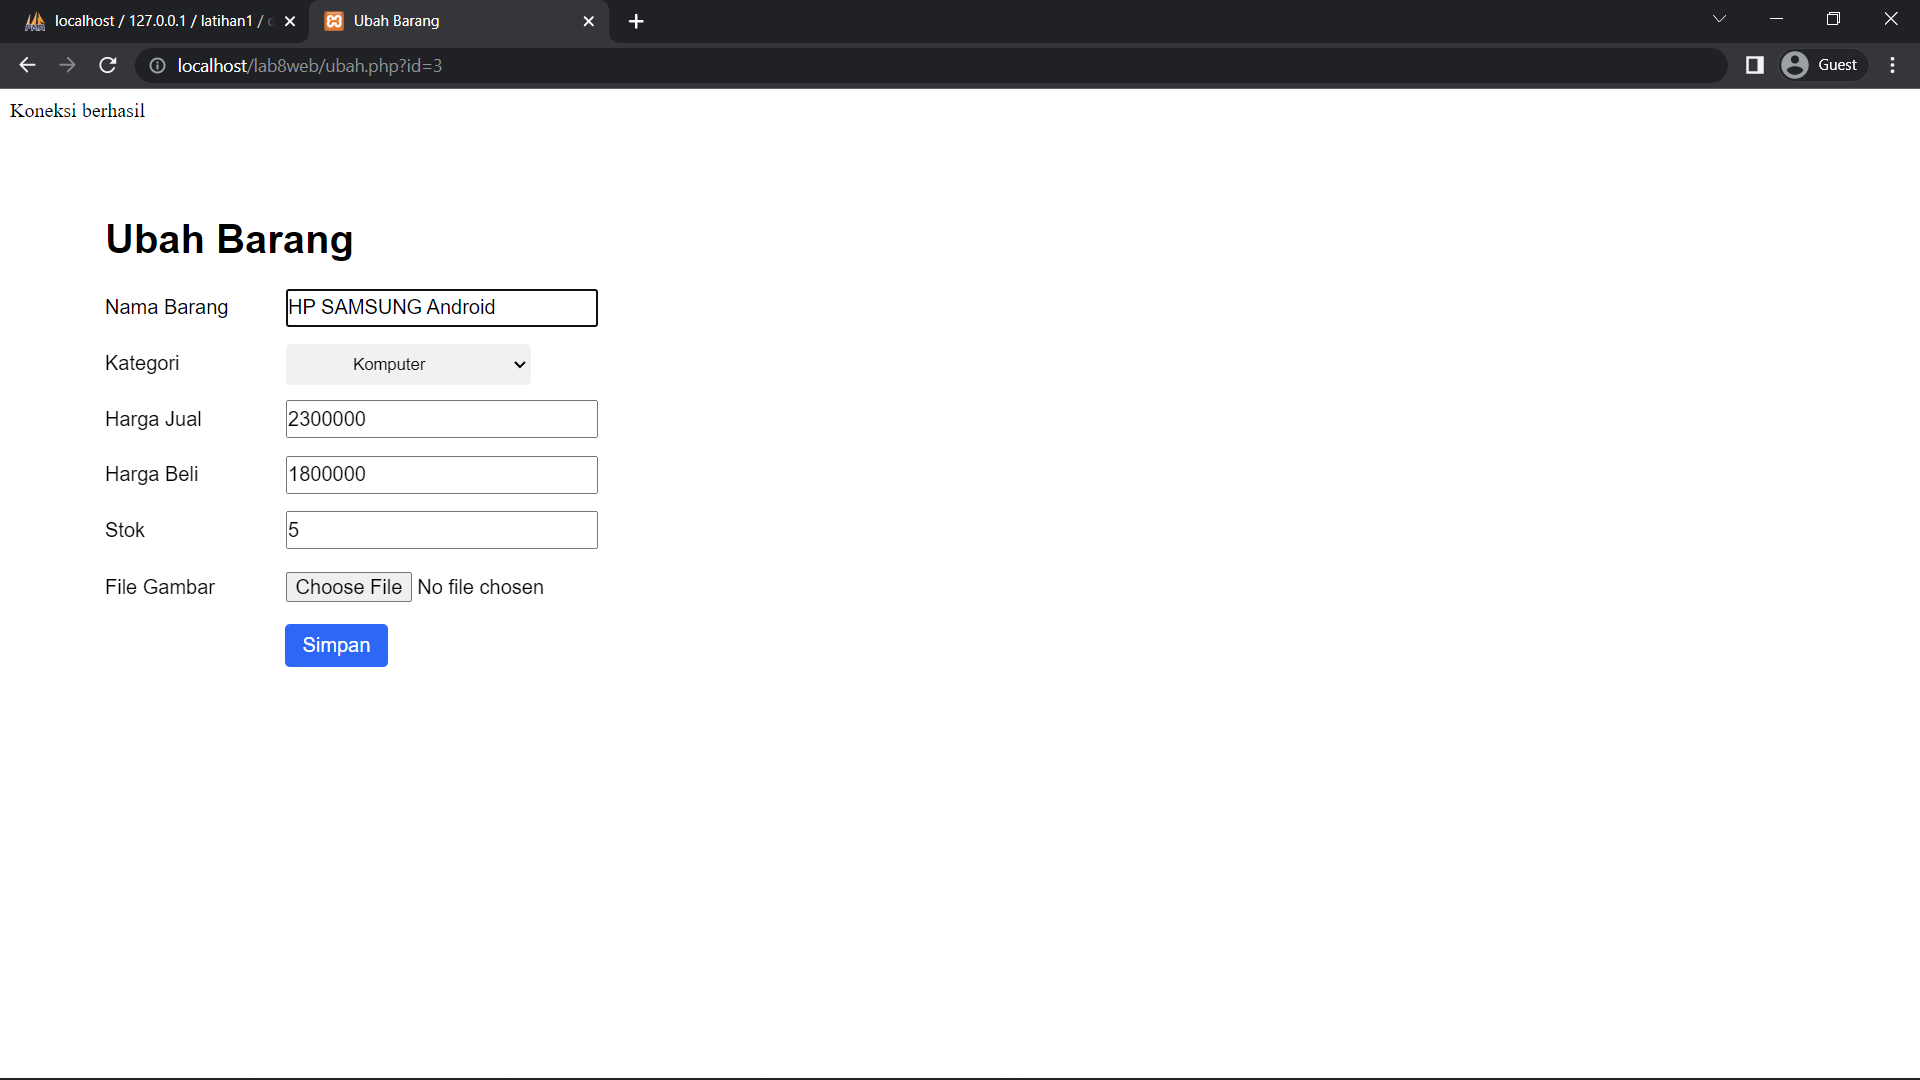 localhost / 127.0.0.1 / latihan1 /
Ubah Barang
localhost/lab8web/ubah.php?id=3
Guest
Koneksi berhasil
Ubah Barang
Nama Barang HP SAMSUNG Android
Kategori Komputer
Harga Jual 2300000
Harga Beli 1800000
Stok 5
File Gambar Choose File No file chosen
Simpan